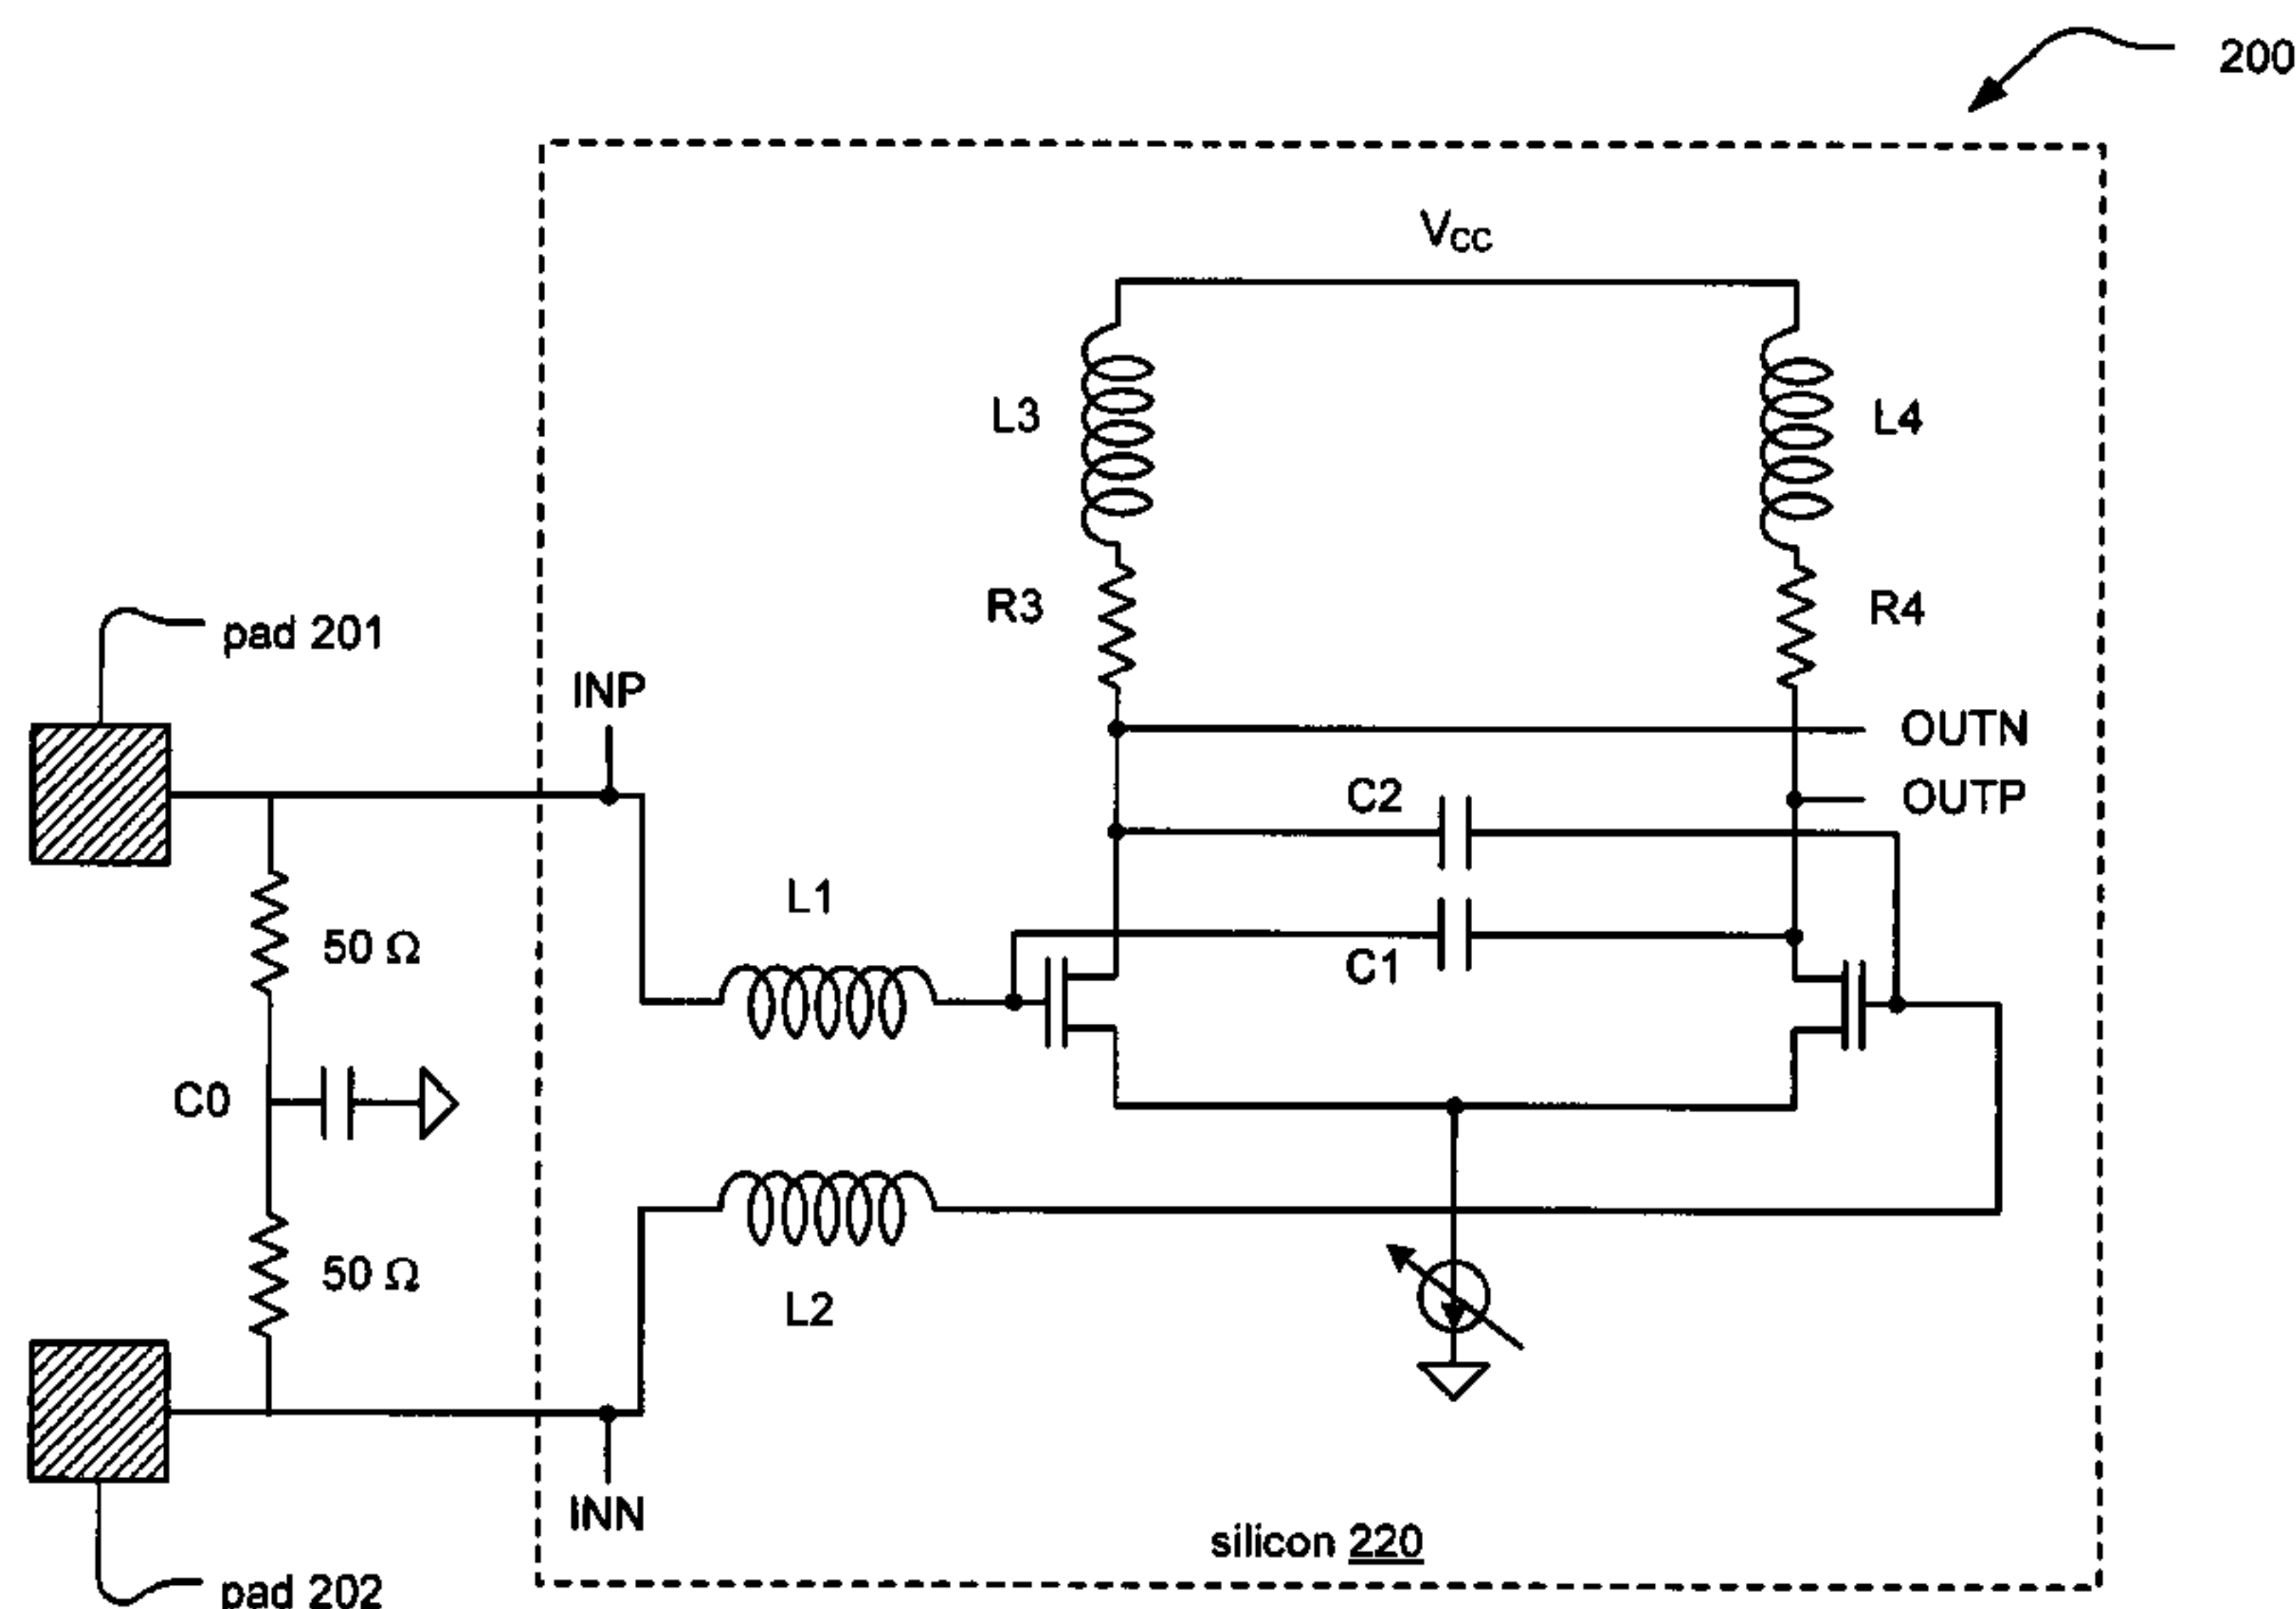 200
V_CC
L3
L4
R3
R4
pad 201
INP
OUTN
OUTP
C2
L1
50 Ω
C1
C0
50 Ω
L2
INN
silicon 220
pad 202